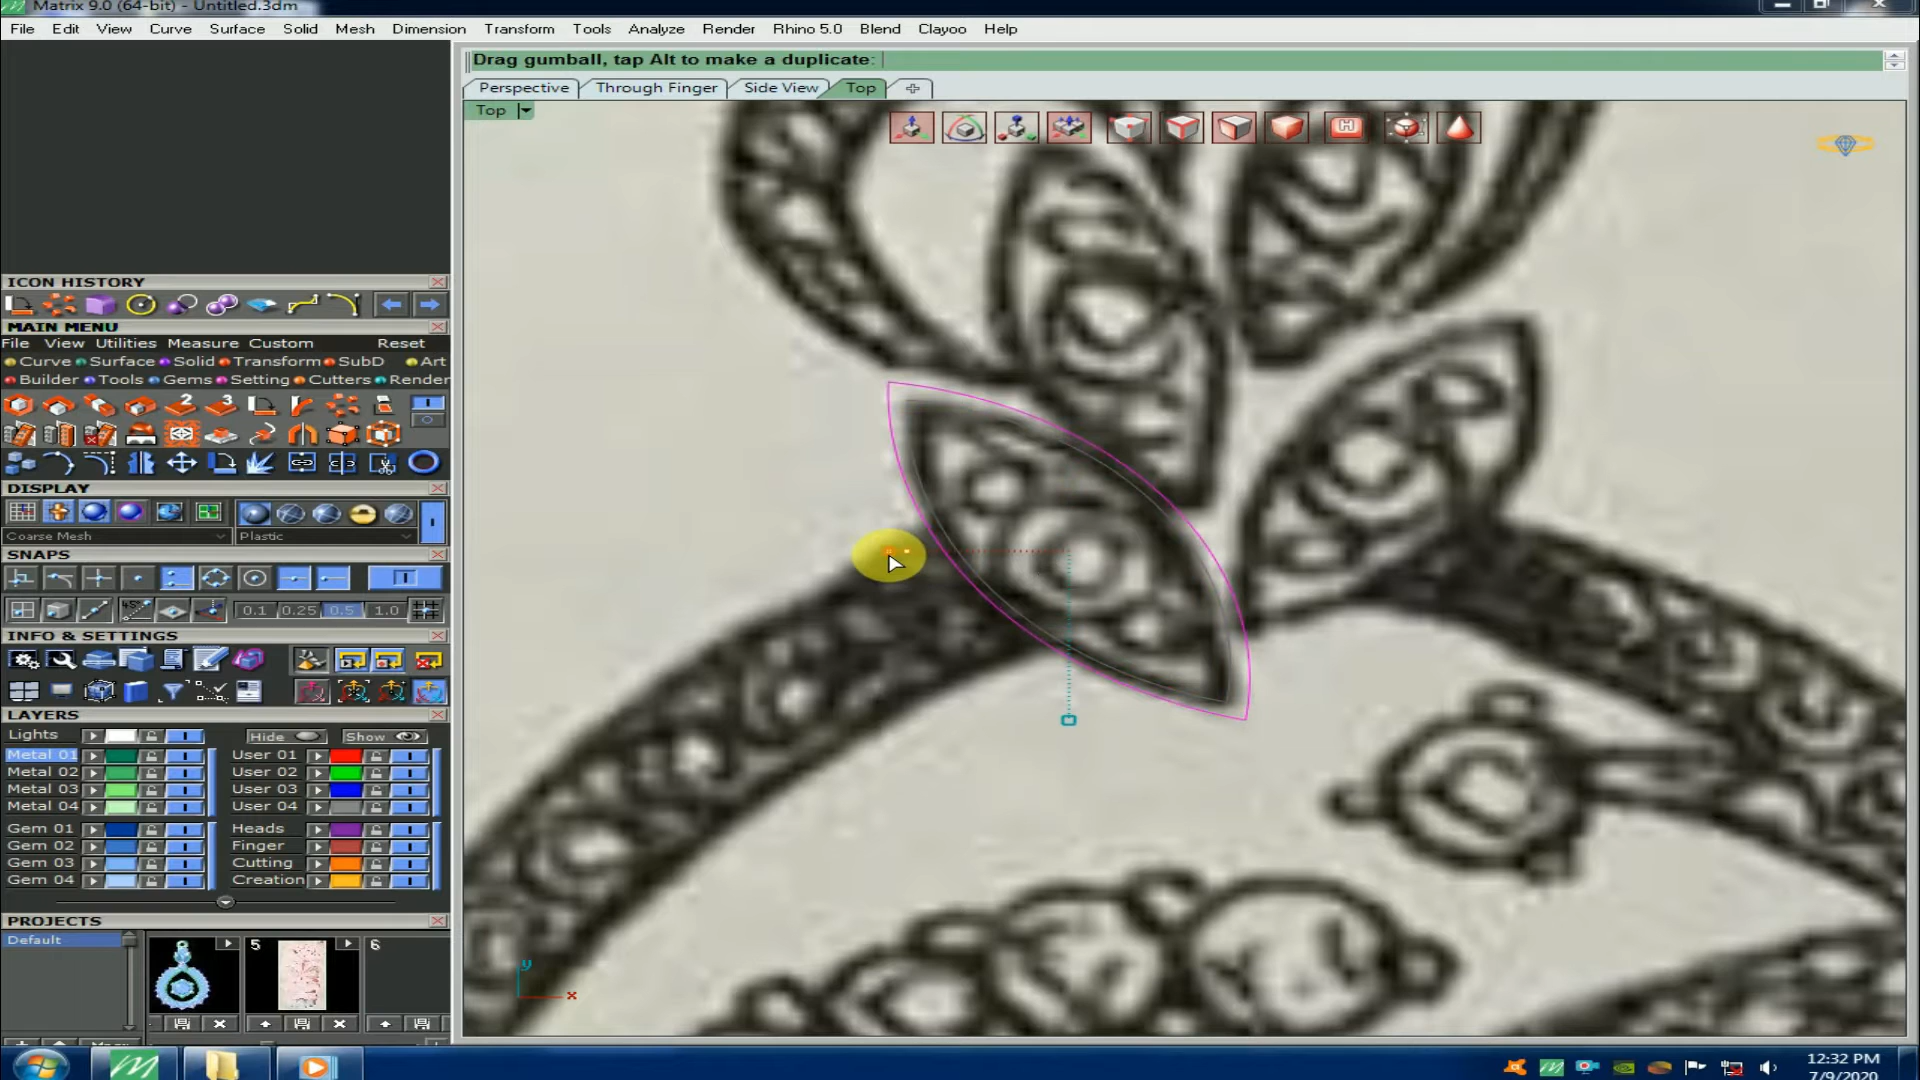 Matrix 9.0 (64-bit) - Untitled.3dm
File Edit View Curve Surface Solid Mesh Dimension Transform Tools Analyze Render Rhino 5.0 Blend Clayoo Help
Drag gumball, tap Alt to make a duplicate:
Perspective Through Finger Side View Top
Top
H
ICON HISTORY
MAIN MENU
File View Utilities Measure Custom Reset
Curve Surface Solid Transform SubD Art
Builder Tools Gems Setting Cutters Render
2 3
DISPLAY
Coarse Mesh Plastic
SNAPS
45° 0.1 0.25 0.5 1.0
INFO & SETTINGS
LAYERS
Lights Hide Show
Metal 01 User 01
Metal 02 User 02
Metal 03 User 03
Metal 04 User 04
Gem 01 Heads
Gem 02 Finger
Gem 03 Cutting
Gem 04 Creation
PROJECTS
Default 5 6
y
x
12:32 PM
7/9/2020